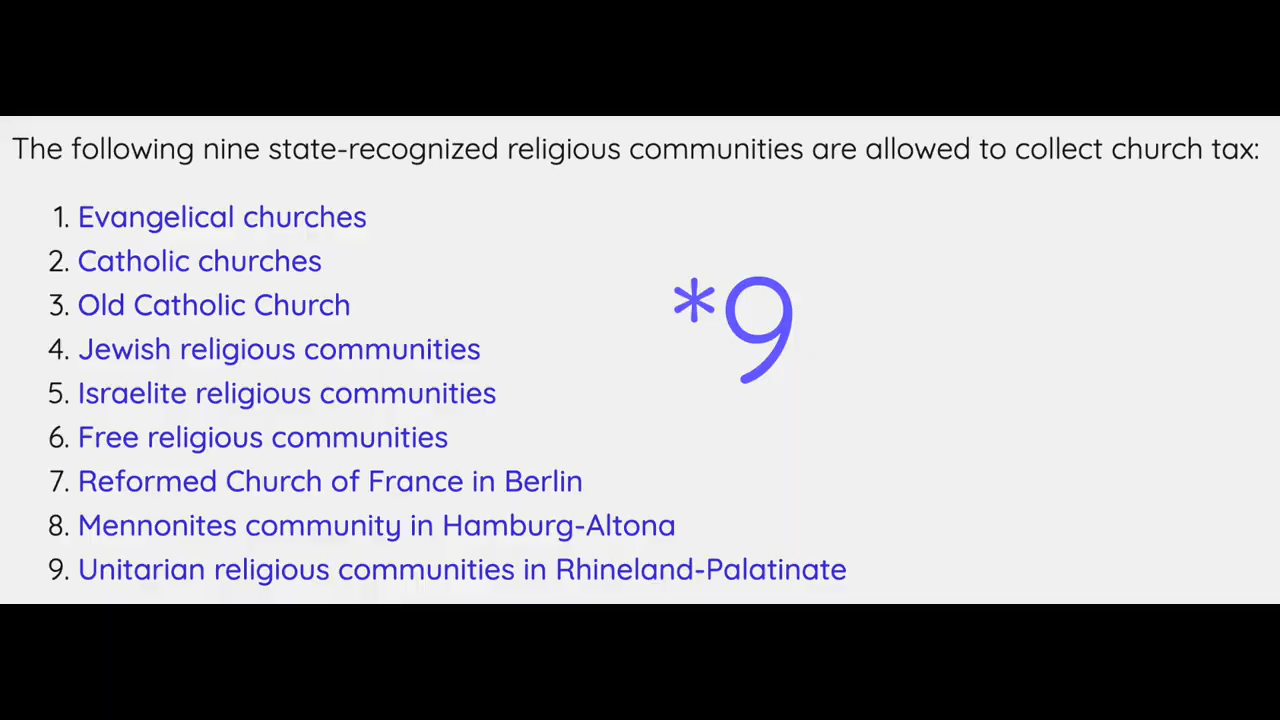 The following nine state-recognized religious communities are allowed to collect church tax:
1. Evangelical churches
2. Catholic churches
3. Old Catholic Church
4. Jewish religious communities
5. Israelite religious communities
6. Free religious communities
7. Reformed Church of France in Berlin
8. Mennonites community in Hamburg-Altona
9. Unitarian religious communities in Rhineland-Palatinate
*9